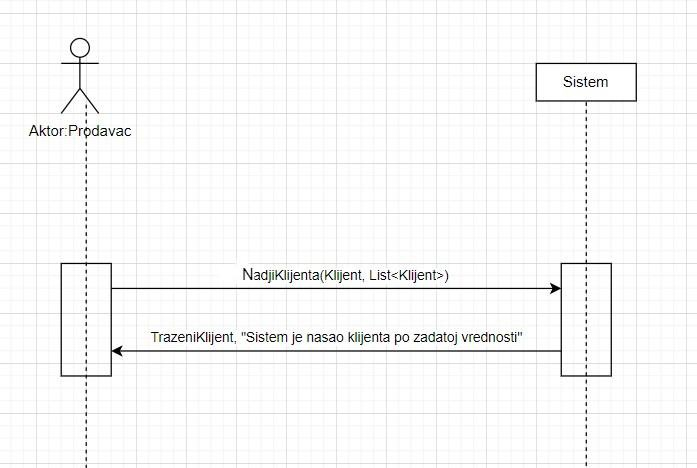 Sistem
Aktor:Prodavac
NadjiKlijenta(Klijent, List<Klijent>)
TrazeniKlijent, "Sistem je nasao klijenta po zadatoj vrednosti"